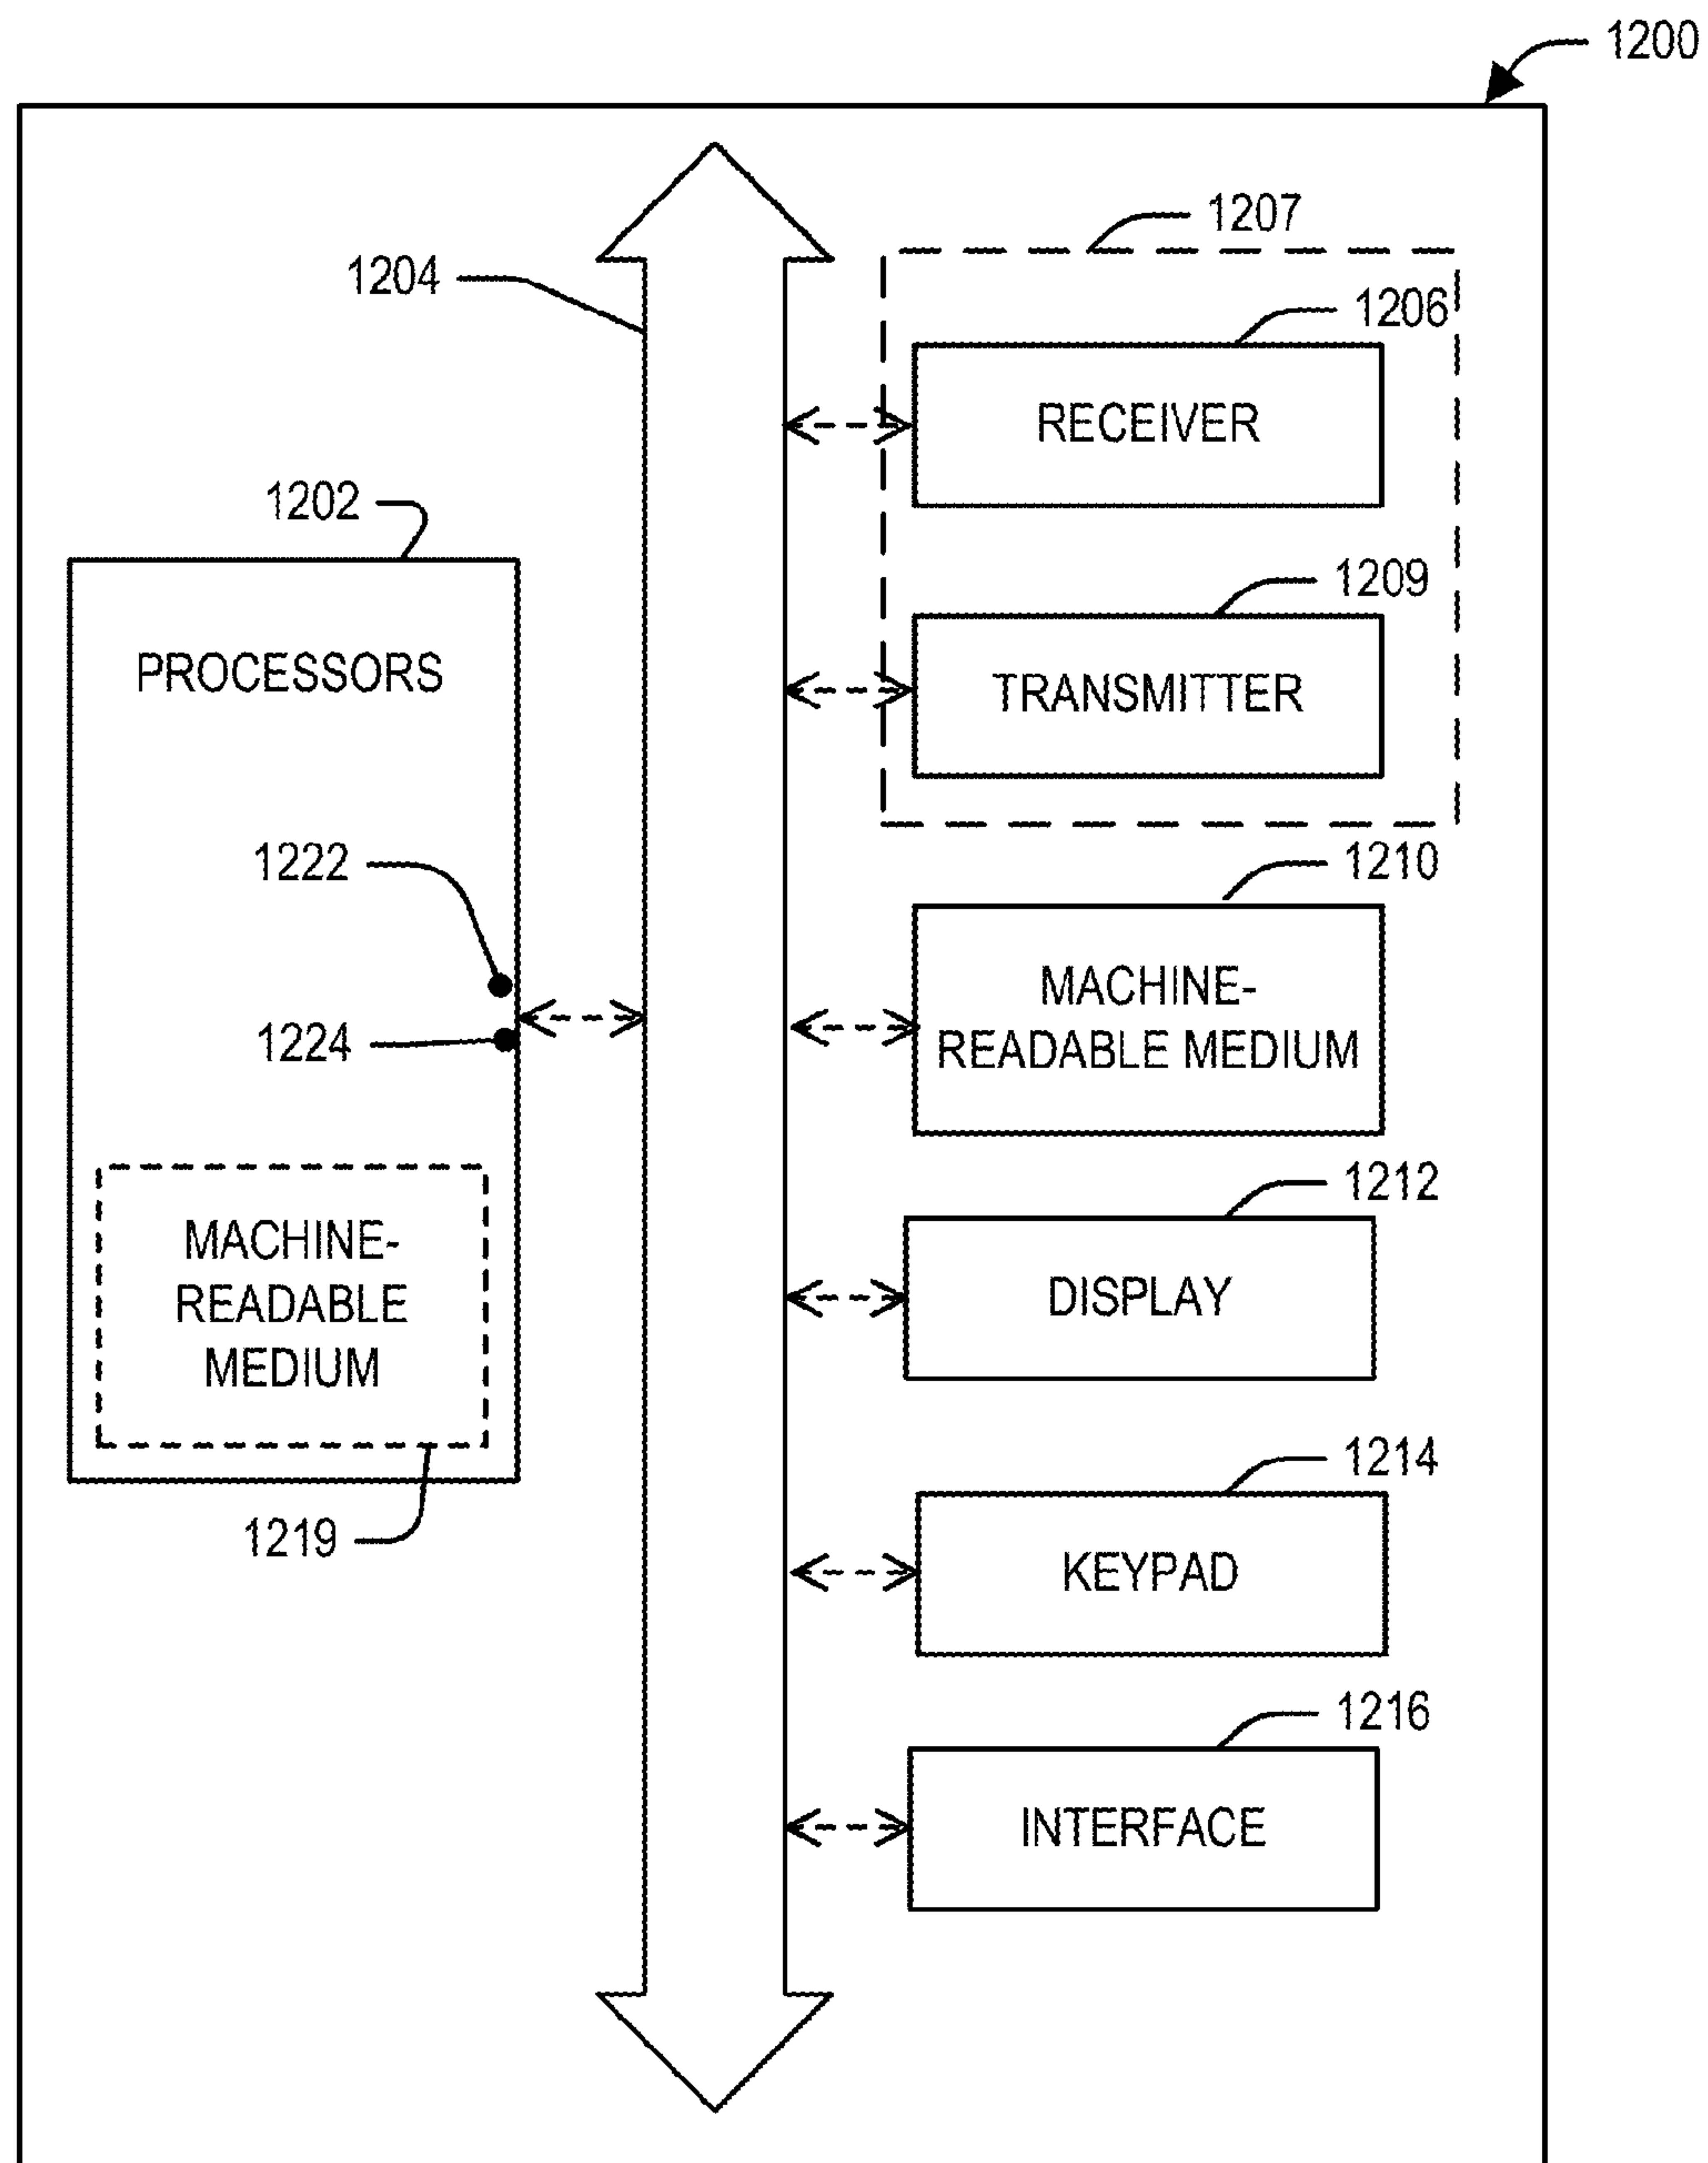 1200
1207
1204
1206
RECEIVER
1202
1209
PROCESSORS
TRANSMITTER
1222
1210
MACHINE-
READABLE MEDIUM
1224
1212
MACHINE-
READABLE
MEDIUM
DISPLAY
1214
1219
KEYPAD
1216
INTERFACE